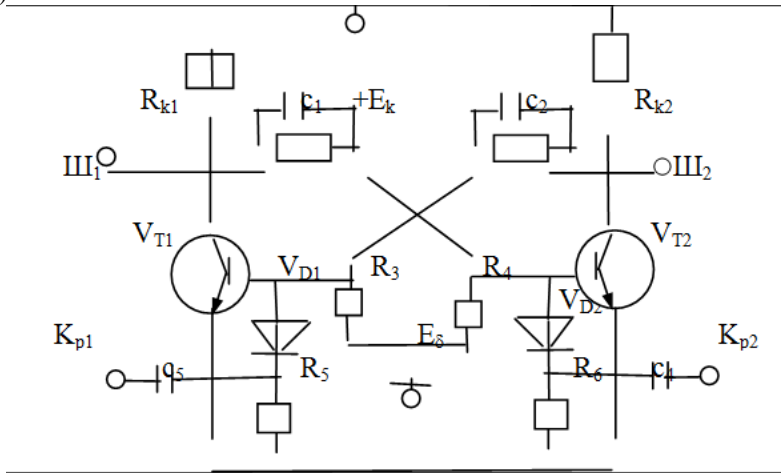 R_k1 c_1 +E_k c_2 R_k2
Ш_1 Ш_2
V_T1 V_T2
V_D1 R_3 R_4
V_D2
K_p1 E_δ K_p2
c_5 R_5 R_6 c_4